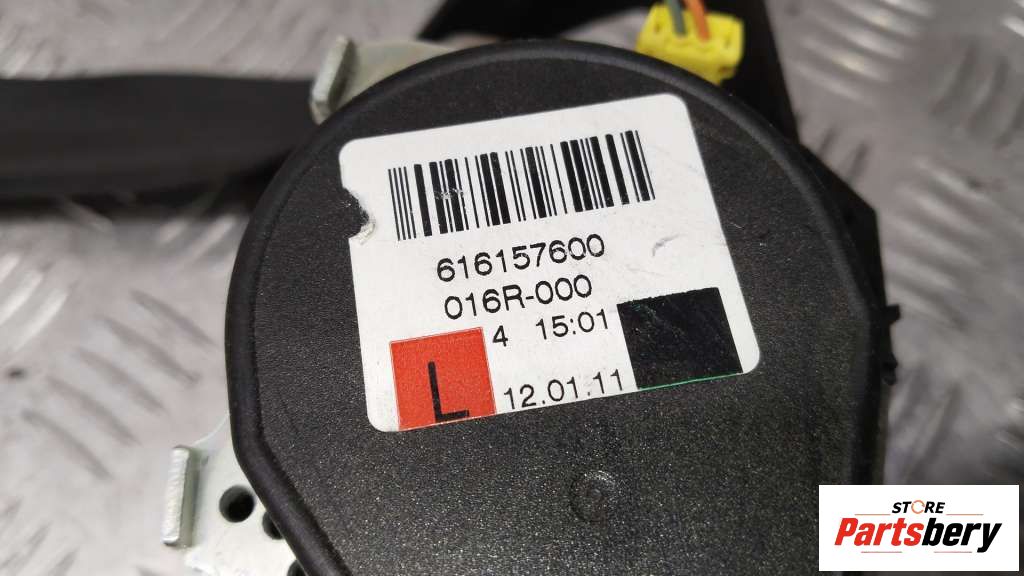 616157600
016R-000
4 15:01
L
12.01.11
STORE
Partsbery